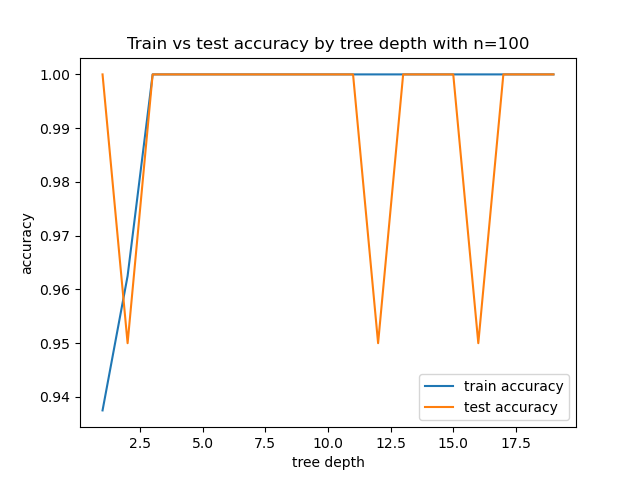 Train vs test accuracy by tree depth with n=100
1.00
0.99
0.98
0.97
0.96
0.95
0.94
accuracy
2.5 5.0 7.5 10.0 12.5 15.0 17.5
tree depth
train accuracy
test accuracy